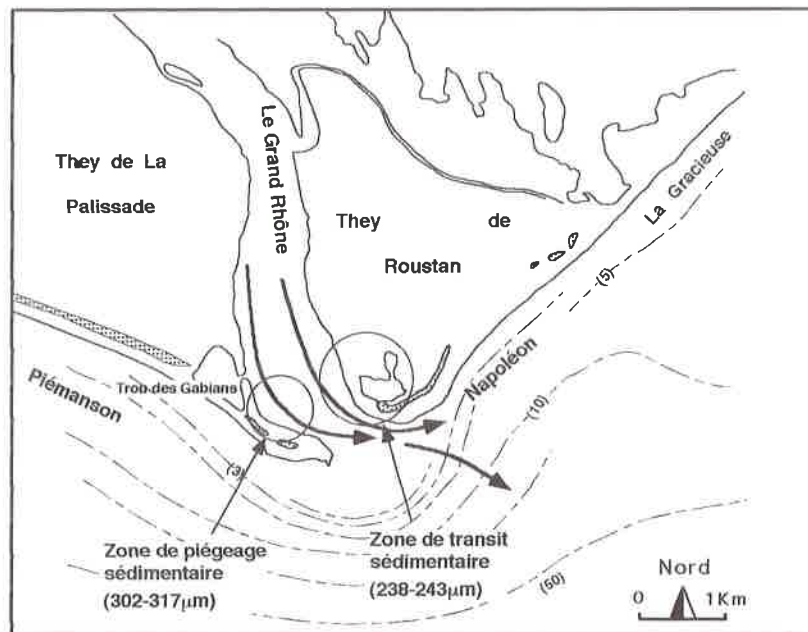 Le Grand Rhône
They de La
Palissade
They de
Roustan
La Gracieuse
(5)
Napoléon
(10)
Piémanson
Trou des Gabians
(3)
Zone de piégeage
sédimentaire
(302-317µm)
Zone de transit
sédimentaire
(238-243µm)
(50)
Nord
0 1Km